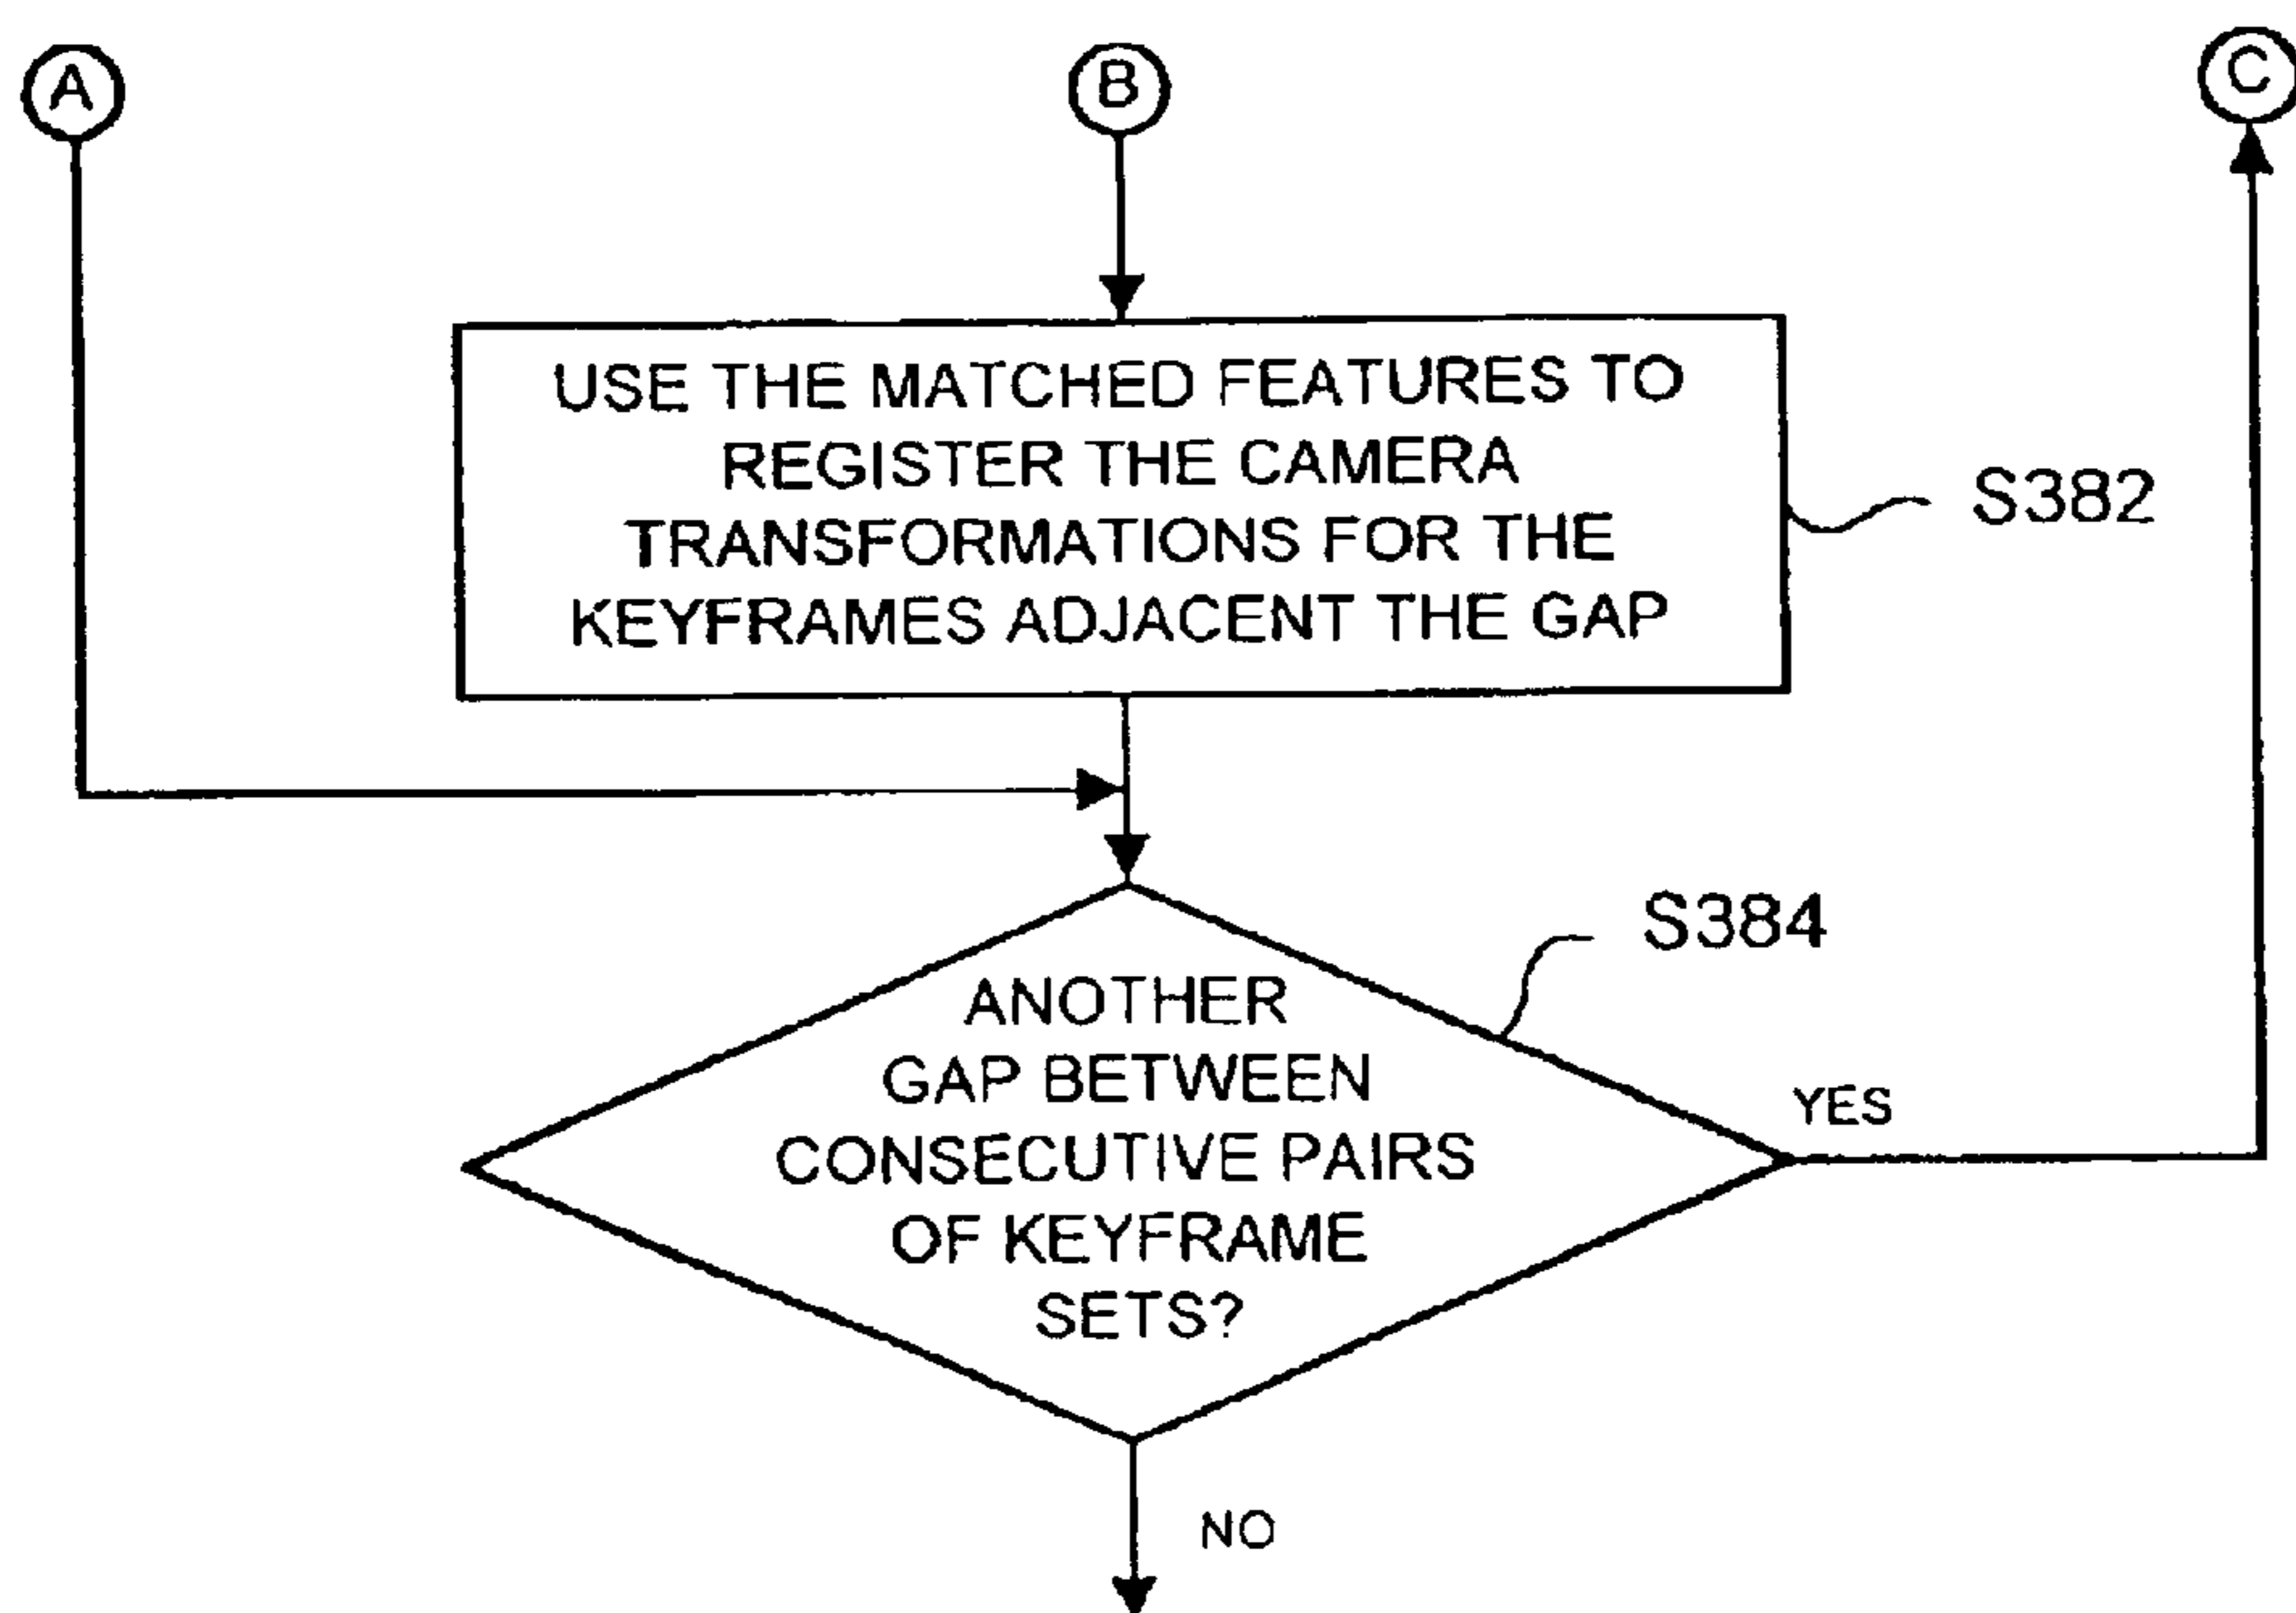 A
B
C
USE THE MATCHED FEATURES TO
REGISTER THE CAMERA
TRANSFORMATIONS FOR THE
KEYFRAMES ADJACENT THE GAP
S382
S384
ANOTHER
GAP BETWEEN
CONSECUTIVE PAIRS
OF KEYFRAME
SETS?
YES
NO